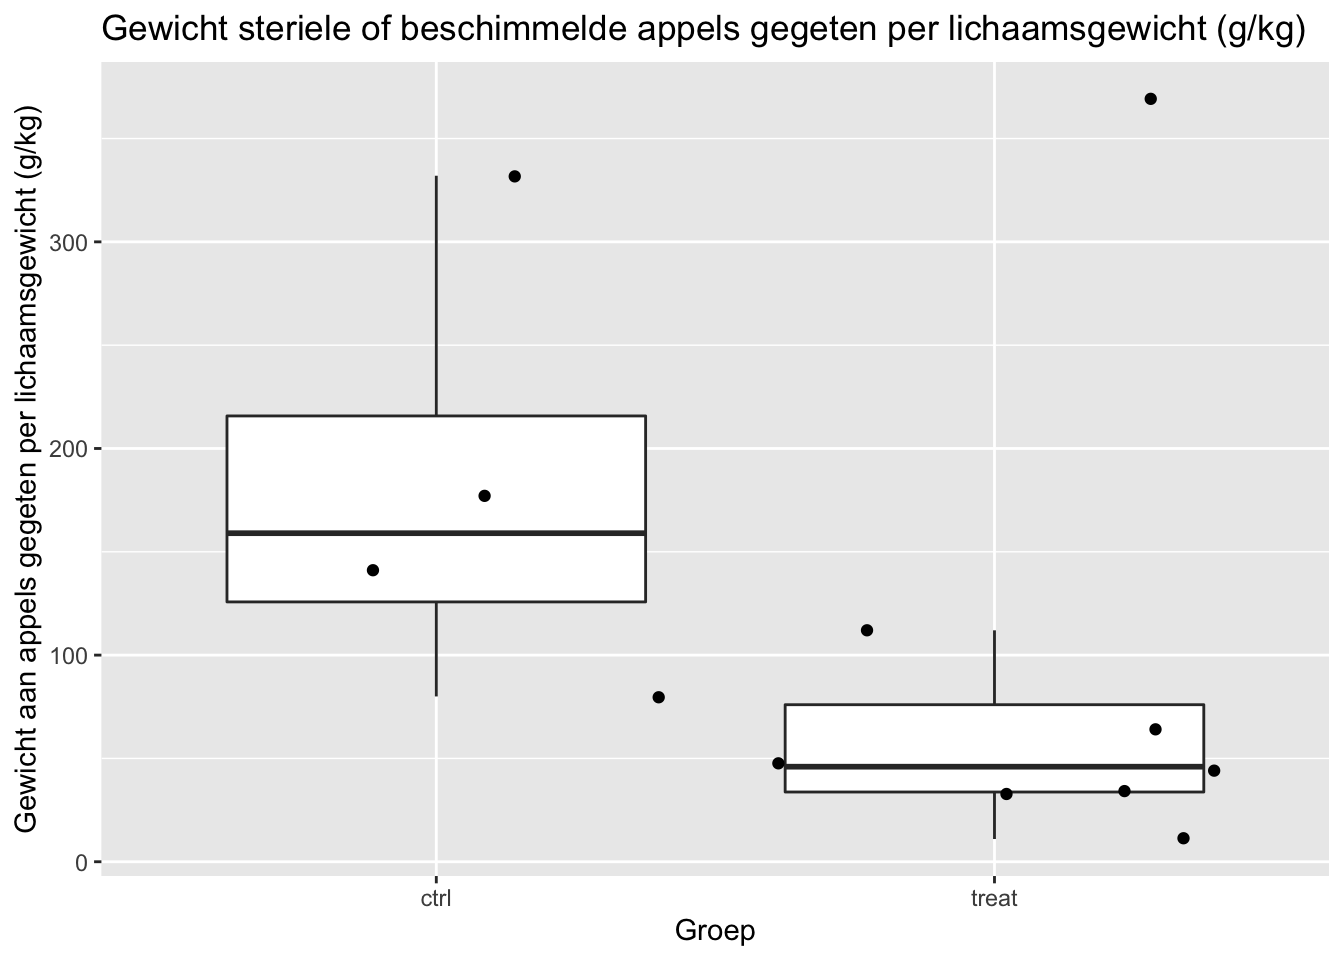 Gewicht steriele of beschimmelde appels gegeten per lichaamsgewicht (g/kg)
Gewicht aan appels gegeten per lichaamsgewicht (g/kg)
300
200
100
0
ctrl
treat
Groep